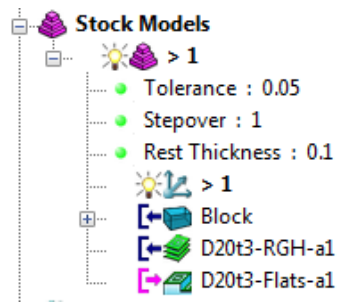 Stock Models
> 1
Tolerance : 0.05
Stepover : 1
Rest Thickness : 0.1
> 1
Block
D20t3-RGH-a1
D20t3-Flats-a1